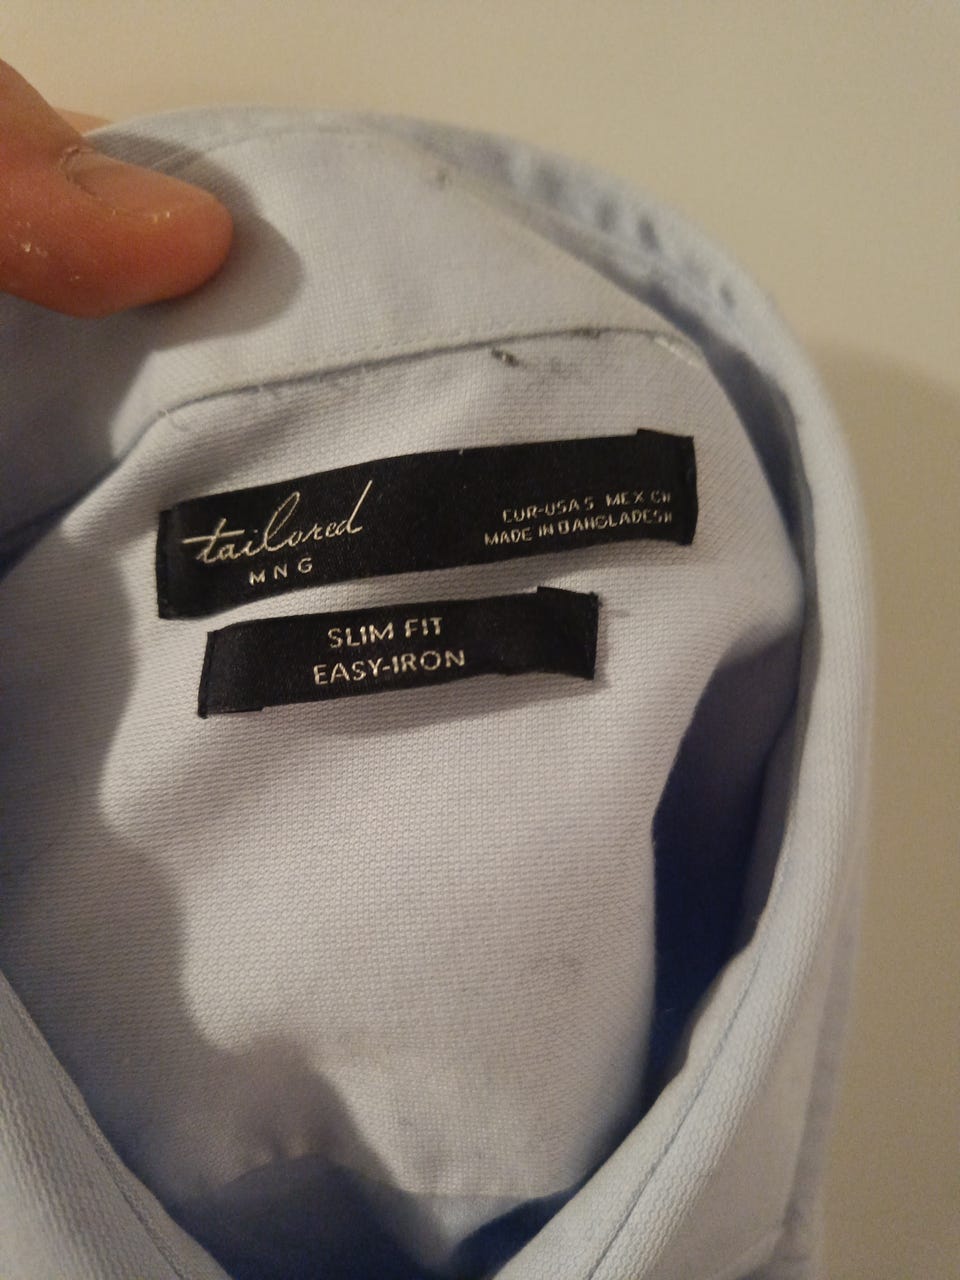 tailored
MNG
EUR-USA S MEX CH
MADE IN BANGLADESH
SLIM FIT
EASY-IRON